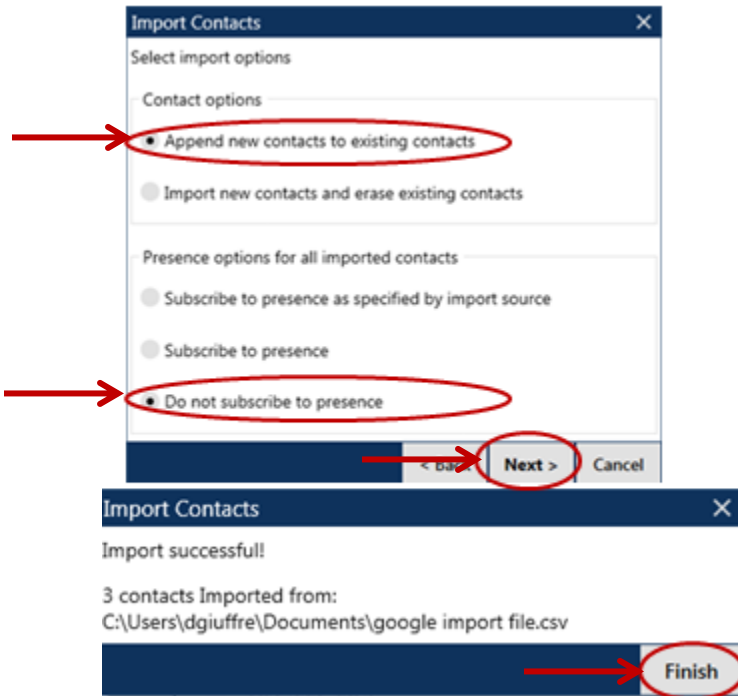 Import Contacts
Select import options
Contact options
Append new contacts to existing contacts
Import new contacts and erase existing contacts
Presence options for all imported contacts
Subscribe to presence as specified by import source
Subscribe to presence
Do not subscribe to presence
< Next > Cancel
Import Contacts
Import successful!
3 contacts Imported from:
C:\Users\dgiuffre\Documents\google import file.csv
Finish